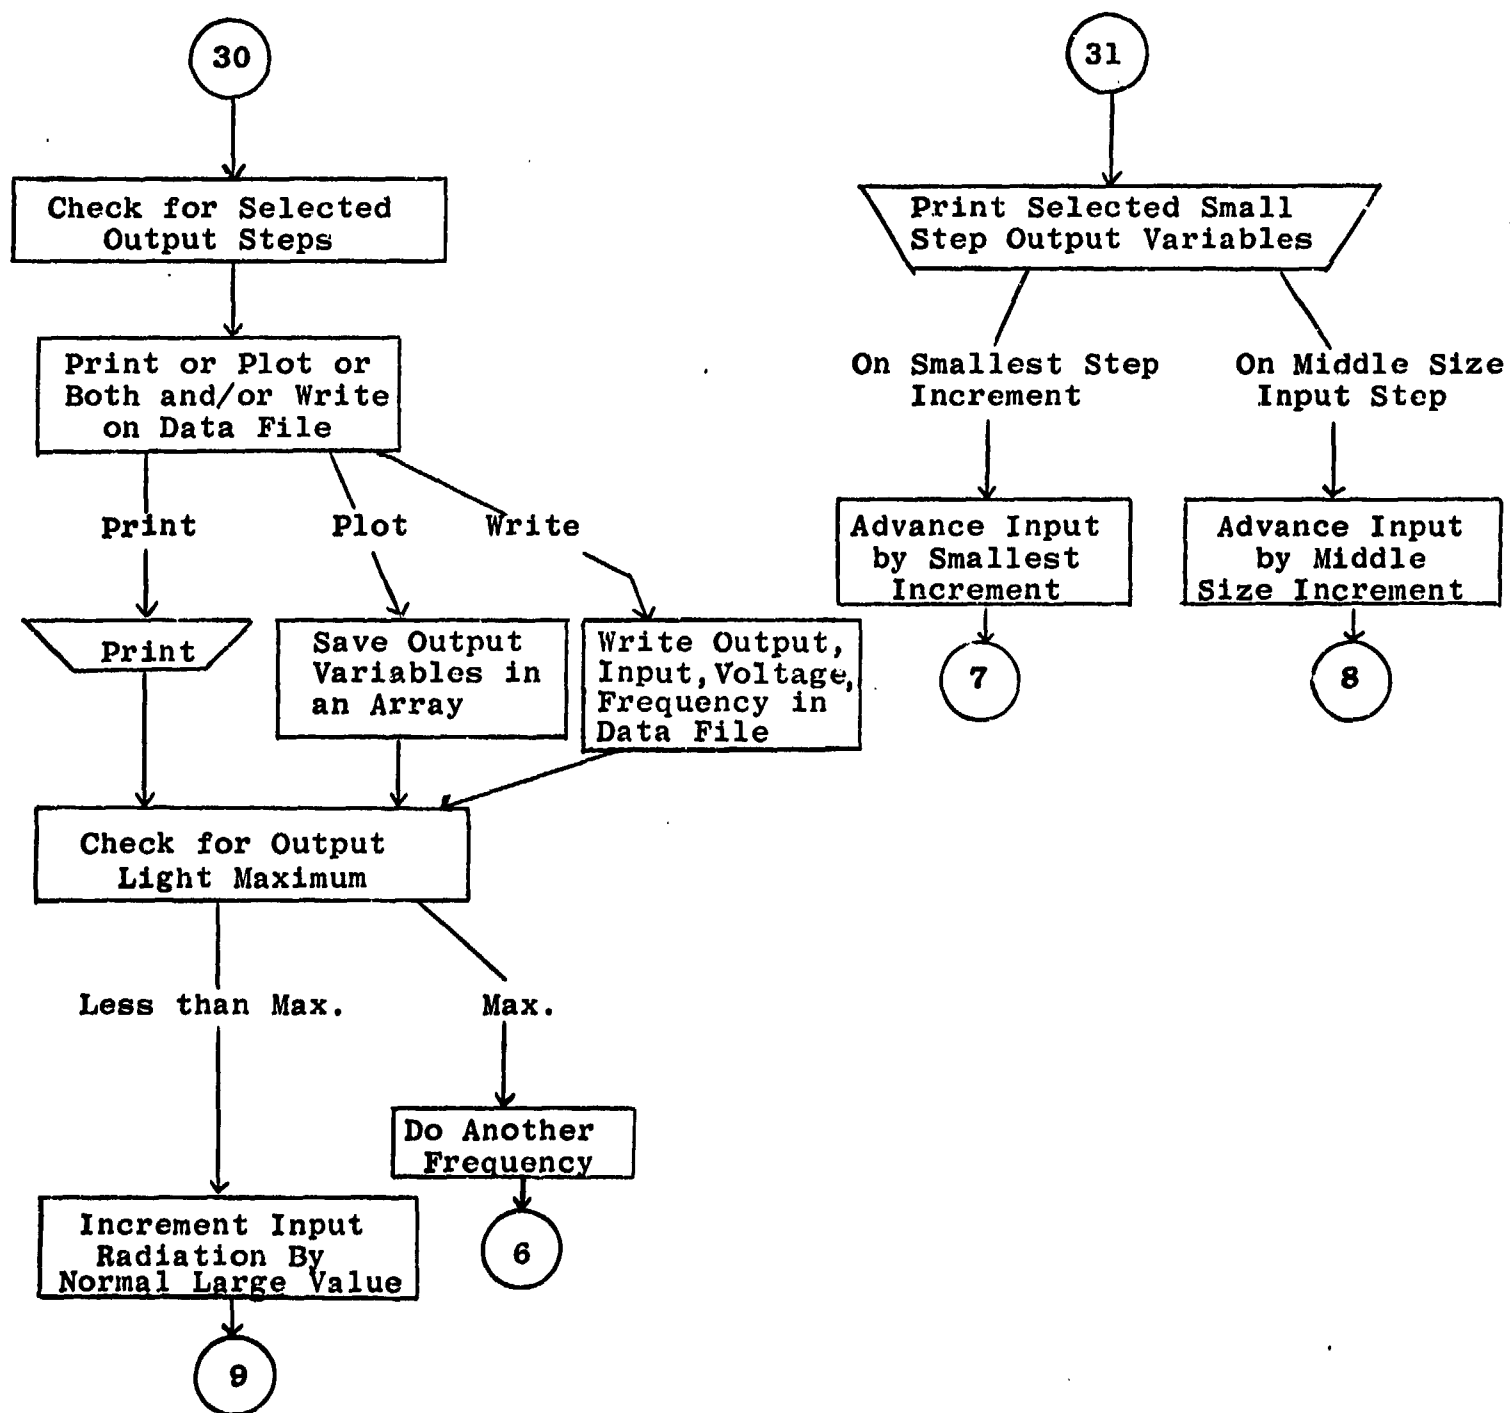 30
Check for Selected
Output Steps
Print or Plot or
Both and/or Write
on Data File
Print
Plot
Write
Print
Save Output
Variables in
an Array
Write Output,
Input, Voltage,
Frequency in
Data File
Check for Output
Light Maximum
Less than Max.
Max.
Do Another
Frequency
6
Increment Input
Radiation By
Normal Large Value
9
31
Print Selected Small
Step Output Variables
On Smallest Step
Increment
On Middle Size
Input Step
Advance Input
by Smallest
Increment
Advance Input
by Middle
Size Increment
7
8